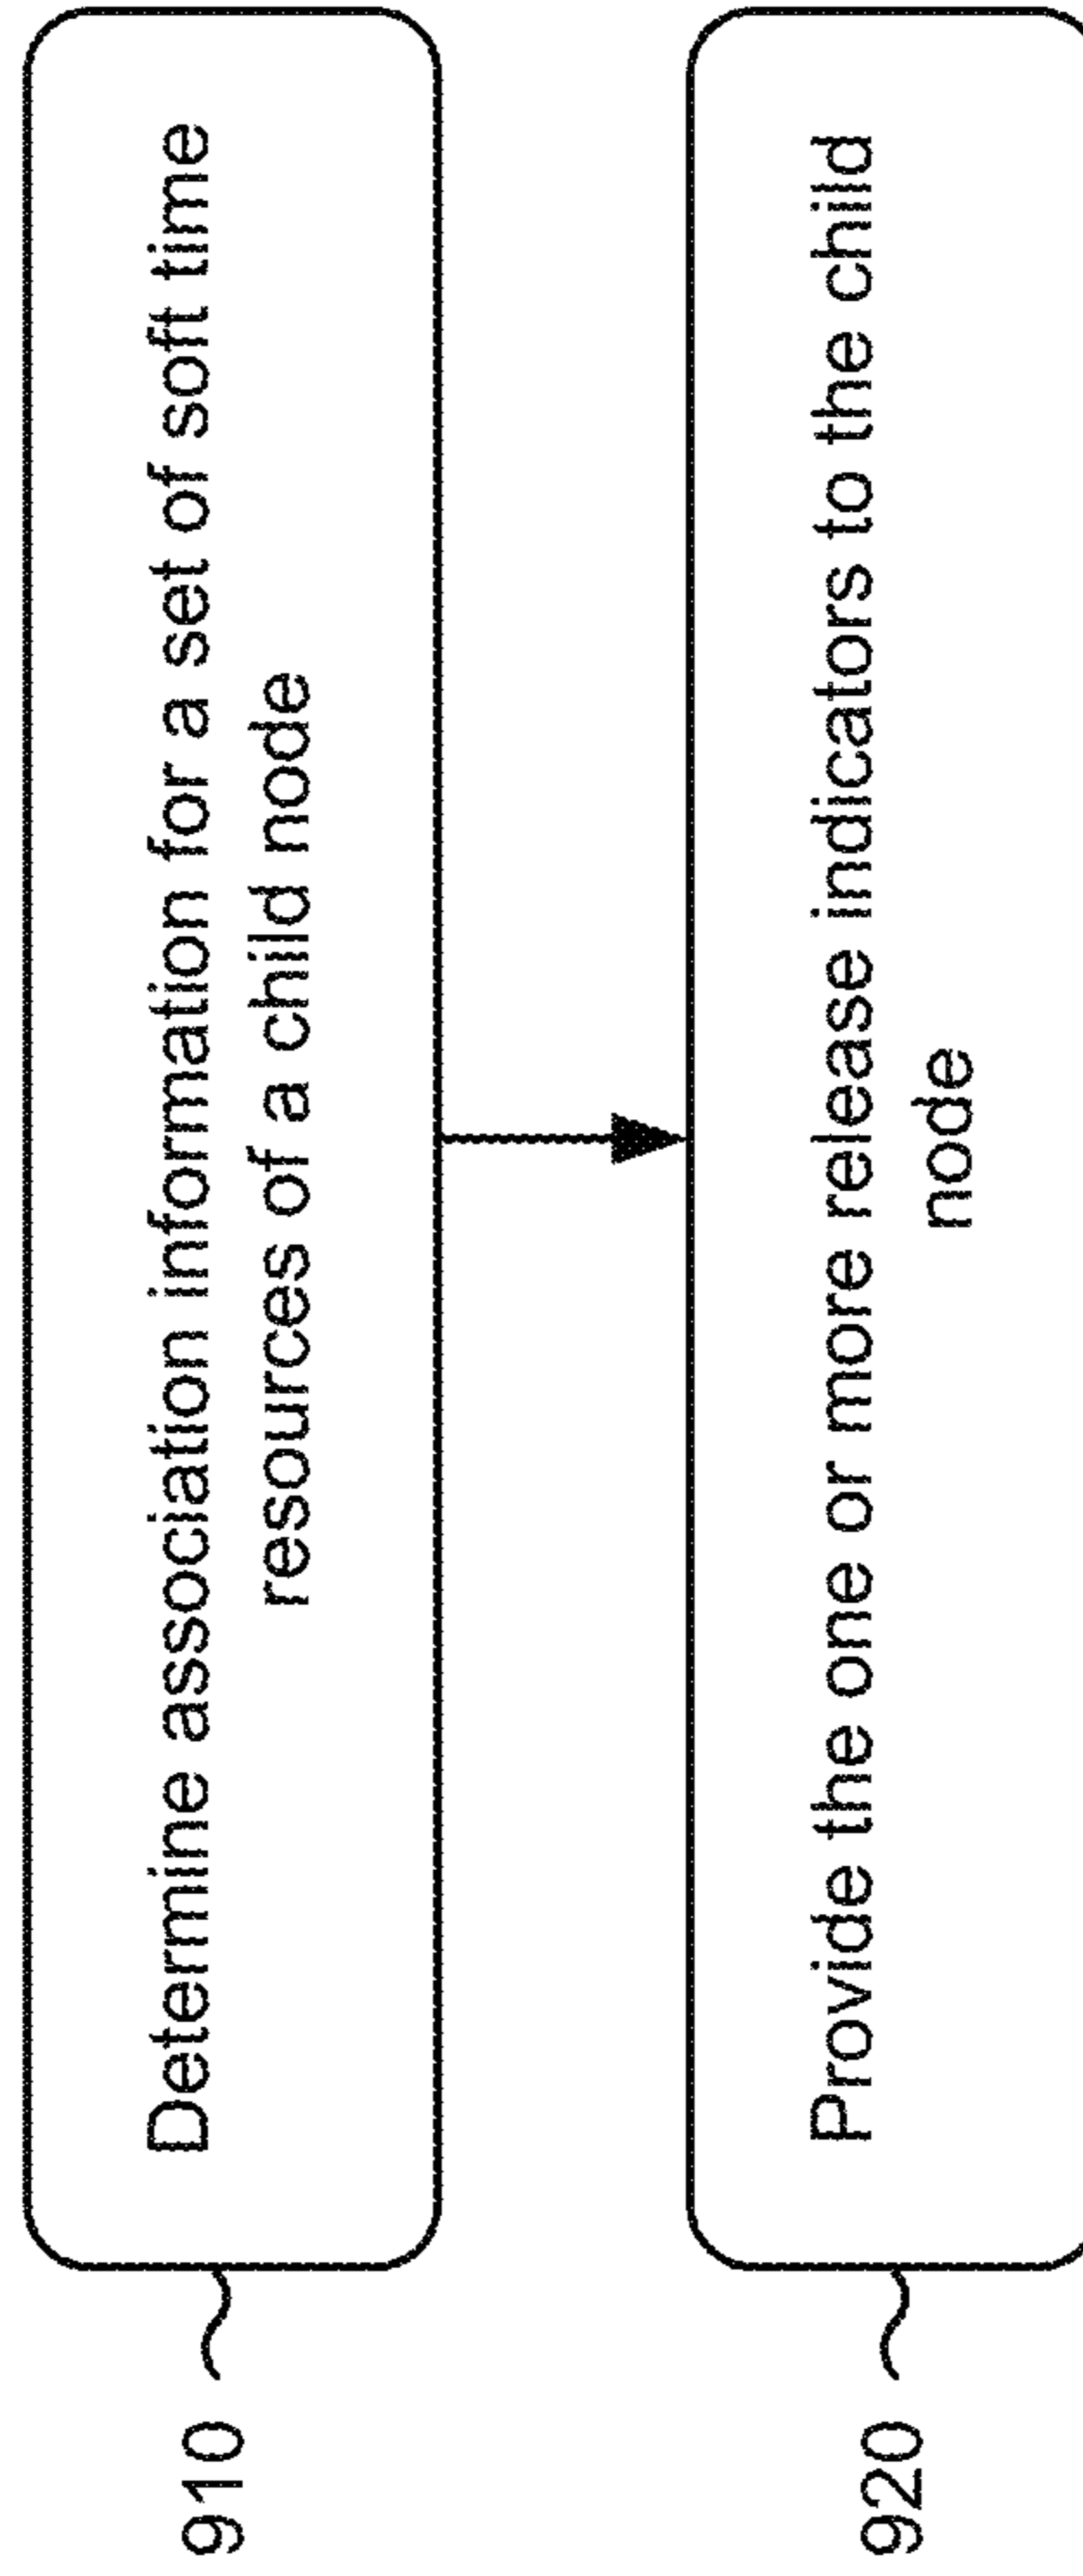 910
Determine association information for a set of soft time
resources of a child node
920
Provide the one or more release indicators to the child
node